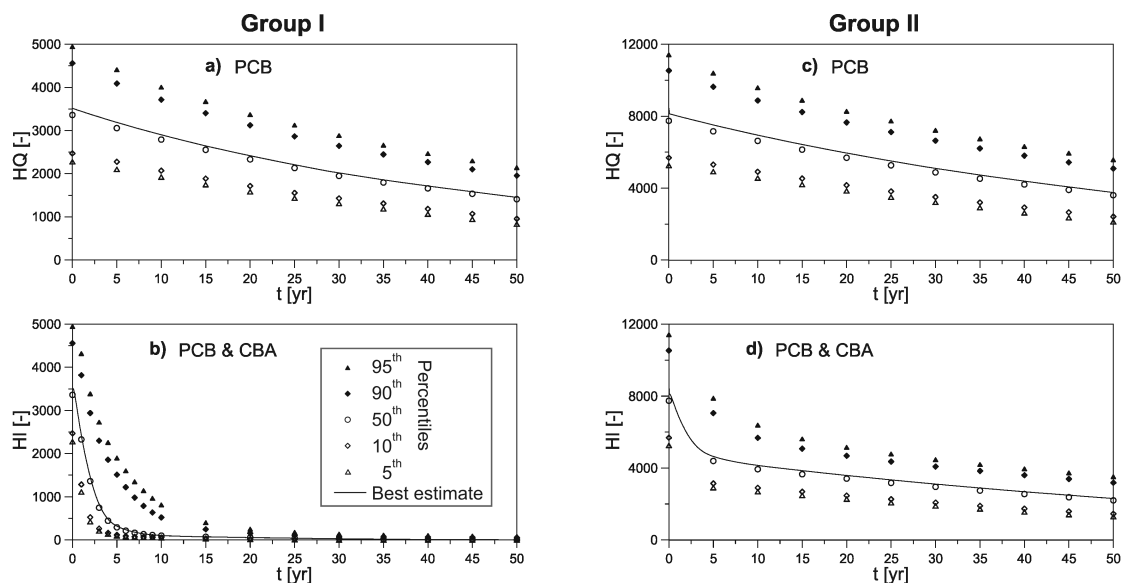 Group I
Group II
a) PCB
5000
4000
3000
2000
1000
0
HQ [-]
0 5 10 15 20 25 30 35 40 45 50
t [yr]
c) PCB
12000
8000
4000
0
HQ [-]
0 5 10 15 20 25 30 35 40 45 50
t [yr]
b) PCB & CBA
5000
4000
3000
2000
1000
0
HI [-]
95th
90th
50th
10th
5th
Percentiles
Best estimate
0 5 10 15 20 25 30 35 40 45 50
t [yr]
d) PCB & CBA
12000
8000
4000
0
HI [-]
0 5 10 15 20 25 30 35 40 45 50
t [yr]